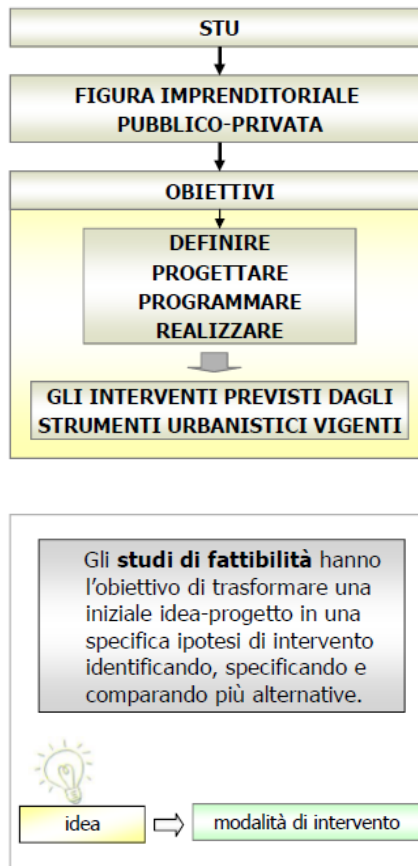 STU
FIGURA IMPRENDITORIALE
PUBBLICO-PRIVATA
OBIETTIVI
DEFINIRE
PROGETTARE
PROGRAMMARE
REALIZZARE
GLI INTERVENTI PREVISTI DAGLI
STRUMENTI URBANISTICI VIGENTI
Gli studi di fattibilità hanno
l'obiettivo di trasformare una
iniziale idea-progetto in una
specifica ipotesi di intervento
identificando, specificando e
comparando più alternative.
idea
modalità di intervento